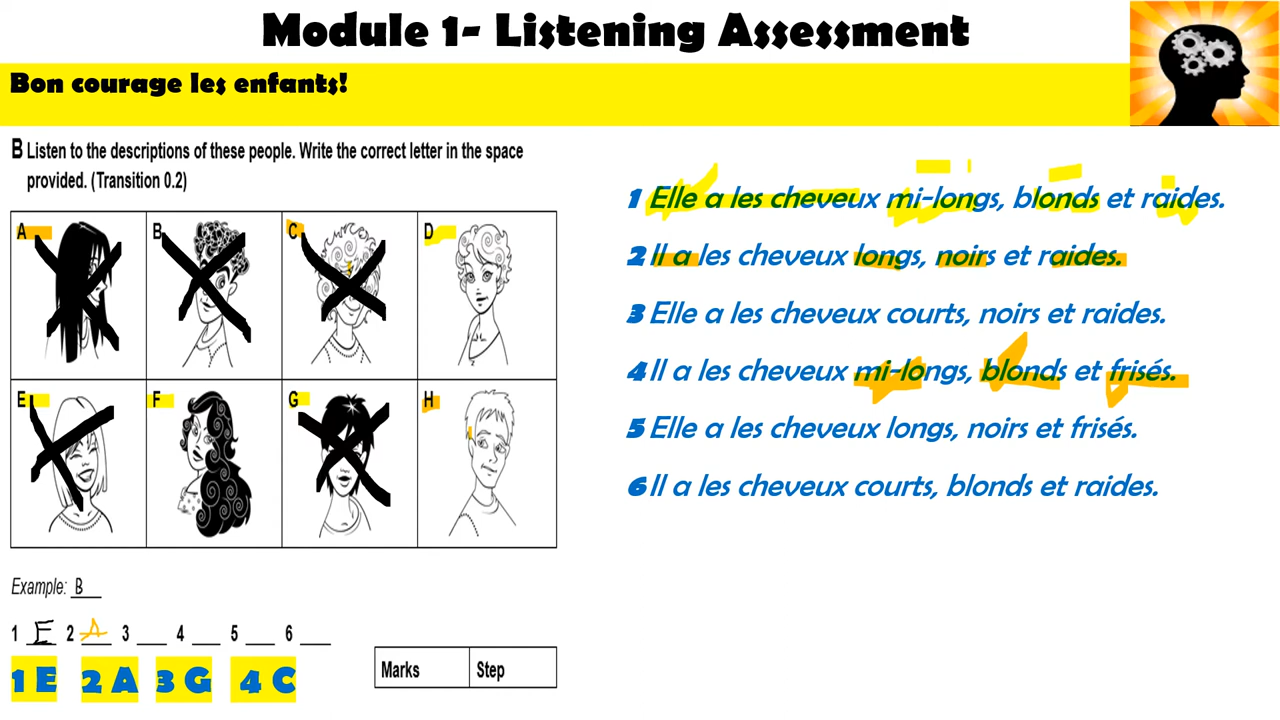 Module 1- Listening Assessment
Bon courage les enfants!
B Listen to the descriptions of these people. Write the correct letter in the space
provided. (Transition 0.2)
A B C D
E F G H
Example: B
1 E 2 A 3 ___ 4 ___ 5 ___ 6 ___
1 E 2 A 3 G 4 C
Marks Step
1 Elle a les cheveux mi-longs, blonds et raides.
2 Il a les cheveux longs, noirs et raides.
3 Elle a les cheveux courts, noirs et raides.
4 Il a les cheveux mi-longs, blonds et frisés.
5 Elle a les cheveux longs, noirs et frisés.
6 Il a les cheveux courts, blonds et raides.